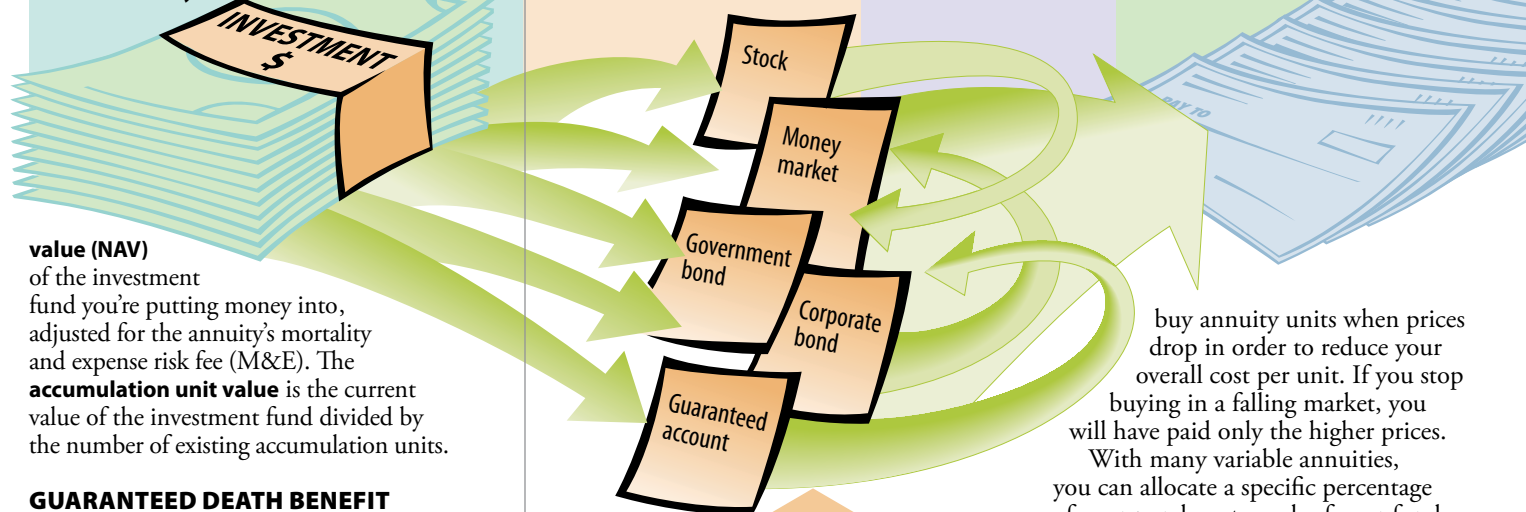 INVESTMENT
$
Stock
Money
market
Government
bond
Corporate
bond
Guaranteed
account
PAY TO
value (NAV)
of the investment
fund you're putting money into,
adjusted for the annuity's mortality
and expense risk fee (M&E). The
accumulation unit value is the current
value of the investment fund divided by
the number of existing accumulation units.
GUARANTEED DEATH BENEFIT
buy annuity units when prices
drop in order to reduce your
overall cost per unit. If you stop
buying in a falling market, you
will have paid only the higher prices.
With many variable annuities,
you can allocate a specific percentage